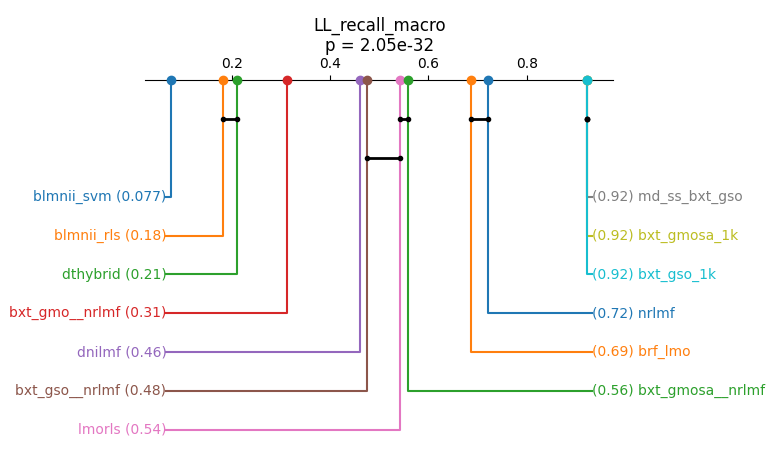 LL_recall_macro
p = 2.05e-32
0.2 0.4 0.6 0.8
blmnii_svm (0.077)
(0.92) md_ss_bxt_gso
blmnii_rls (0.18)
(0.92) bxt_gmosa_1k
dthybrid (0.21)
(0.92) bxt_gso_1k
bxt_gmo__nrlmf (0.31)
(0.72) nrlmf
dnilmf (0.46)
(0.69) brf_lmo
bxt_gso__nrlmf (0.48)
(0.56) bxt_gmosa__nrlmf
lmorls (0.54)